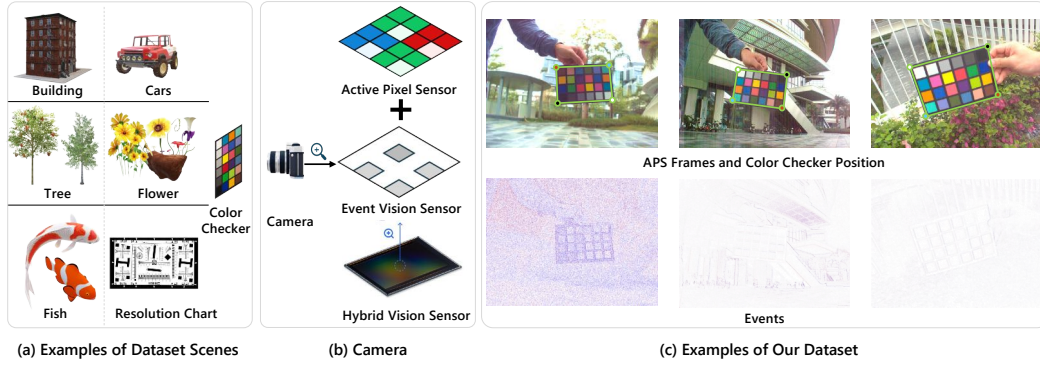 Building
Cars
Tree
Flower
Color
Checker
Fish
Resolution Chart
(a) Examples of Dataset Scenes
Active Pixel Sensor
+
Camera
Event Vision Sensor
Hybrid Vision Sensor
(b) Camera
APS Frames and Color Checker Position
Events
(c) Examples of Our Dataset